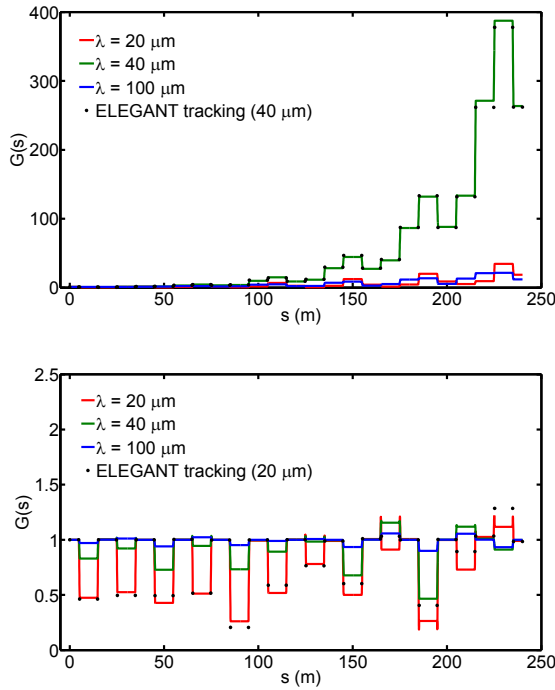 400
300
200
100
0
G(s)
λ = 20 μm
λ = 40 μm
λ = 100 μm
ELEGANT tracking (40 μm)
0 50 100 150 200 250
s (m)
2.5
2
1.5
1
0.5
0
G(s)
λ = 20 μm
λ = 40 μm
λ = 100 μm
ELEGANT tracking (20 μm)
0 50 100 150 200 250
s (m)